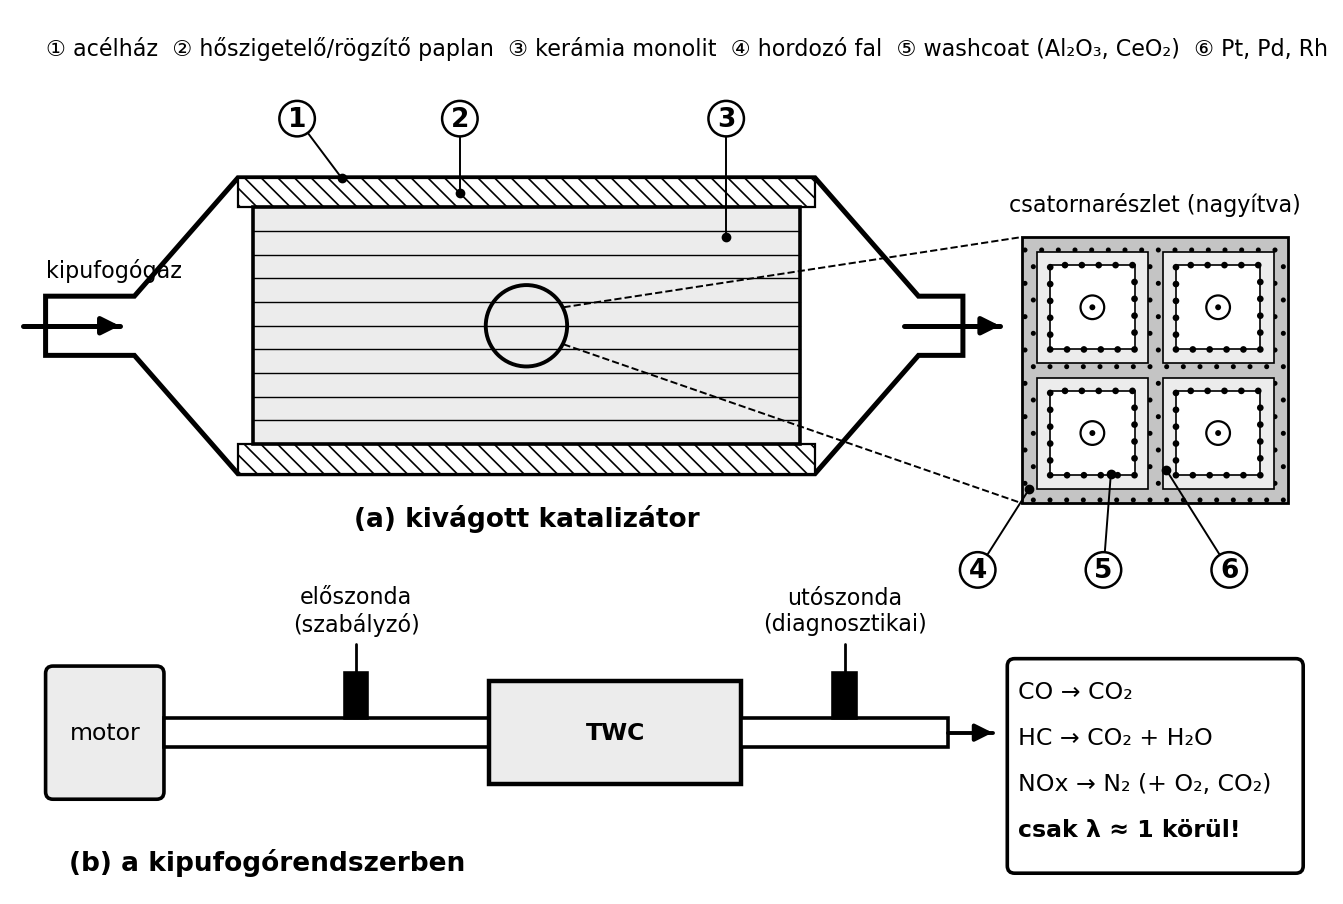 ① acélház ② hőszigetelő/rögzítő paplan ③ kerámia monolit ④ hordozó fal ⑤ washcoat (Al₂O₃, CeO₂) ⑥ Pt, Pd, Rh
1 2 3
csatornarészlet (nagyítva)
kipufogógáz
(a) kivágott katalizátor
4 5 6
előszonda
(szabályzó)
utószonda
(diagnosztikai)
motor
TWC
CO → CO₂
HC → CO₂ + H₂O
NOx → N₂ (+ O₂, CO₂)
csak λ ≈ 1 körül!
(b) a kipufogórendszerben